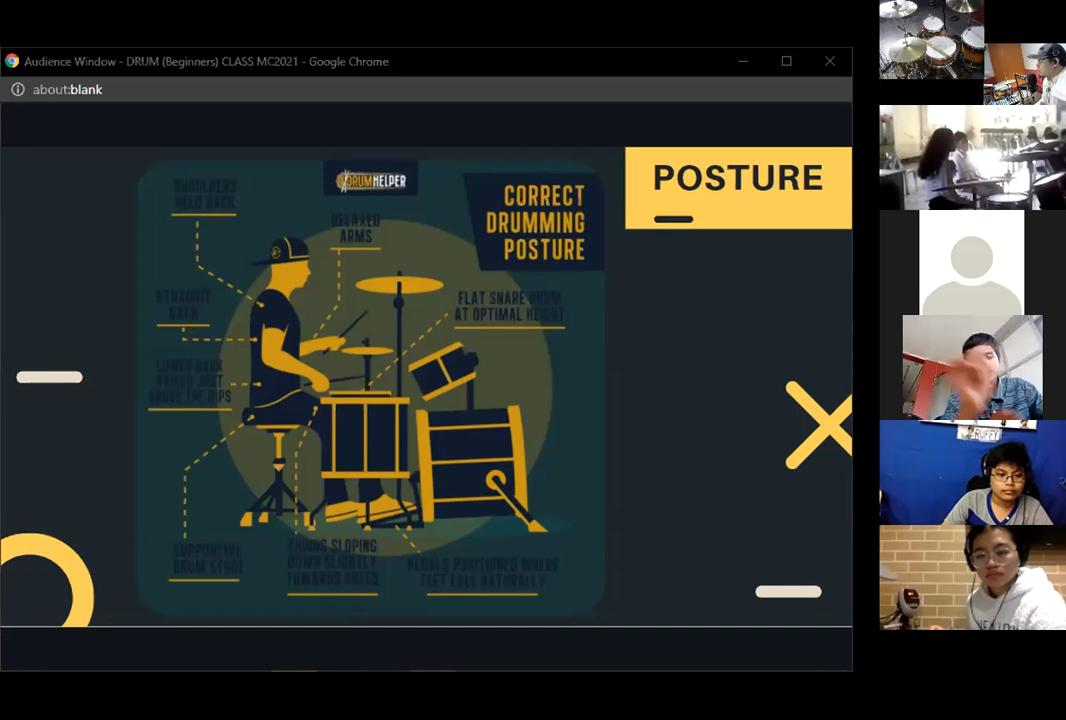 Audience Window - DRUM (Beginners) CLASS MC2021 - Google Chrome
about:blank
POSTURE
DRUMHELPER
CORRECT
DRUMMING
POSTURE
SHOULDERS
HELD BACK
RELAXED
ARMS
STRAIGHT
BACK
FLAT SNARE DRUM
AT OPTIMAL HEIGHT
LOWER BACK
RAISED JUST
ABOVE THE HIPS
SUPPORTIVE
DRUM STOOL
THIGHS SLOPING
DOWN SLIGHTLY
TOWARDS KNEES
PEDALS POSITIONED WHERE
FEET FALL NATURALLY
RUFFY